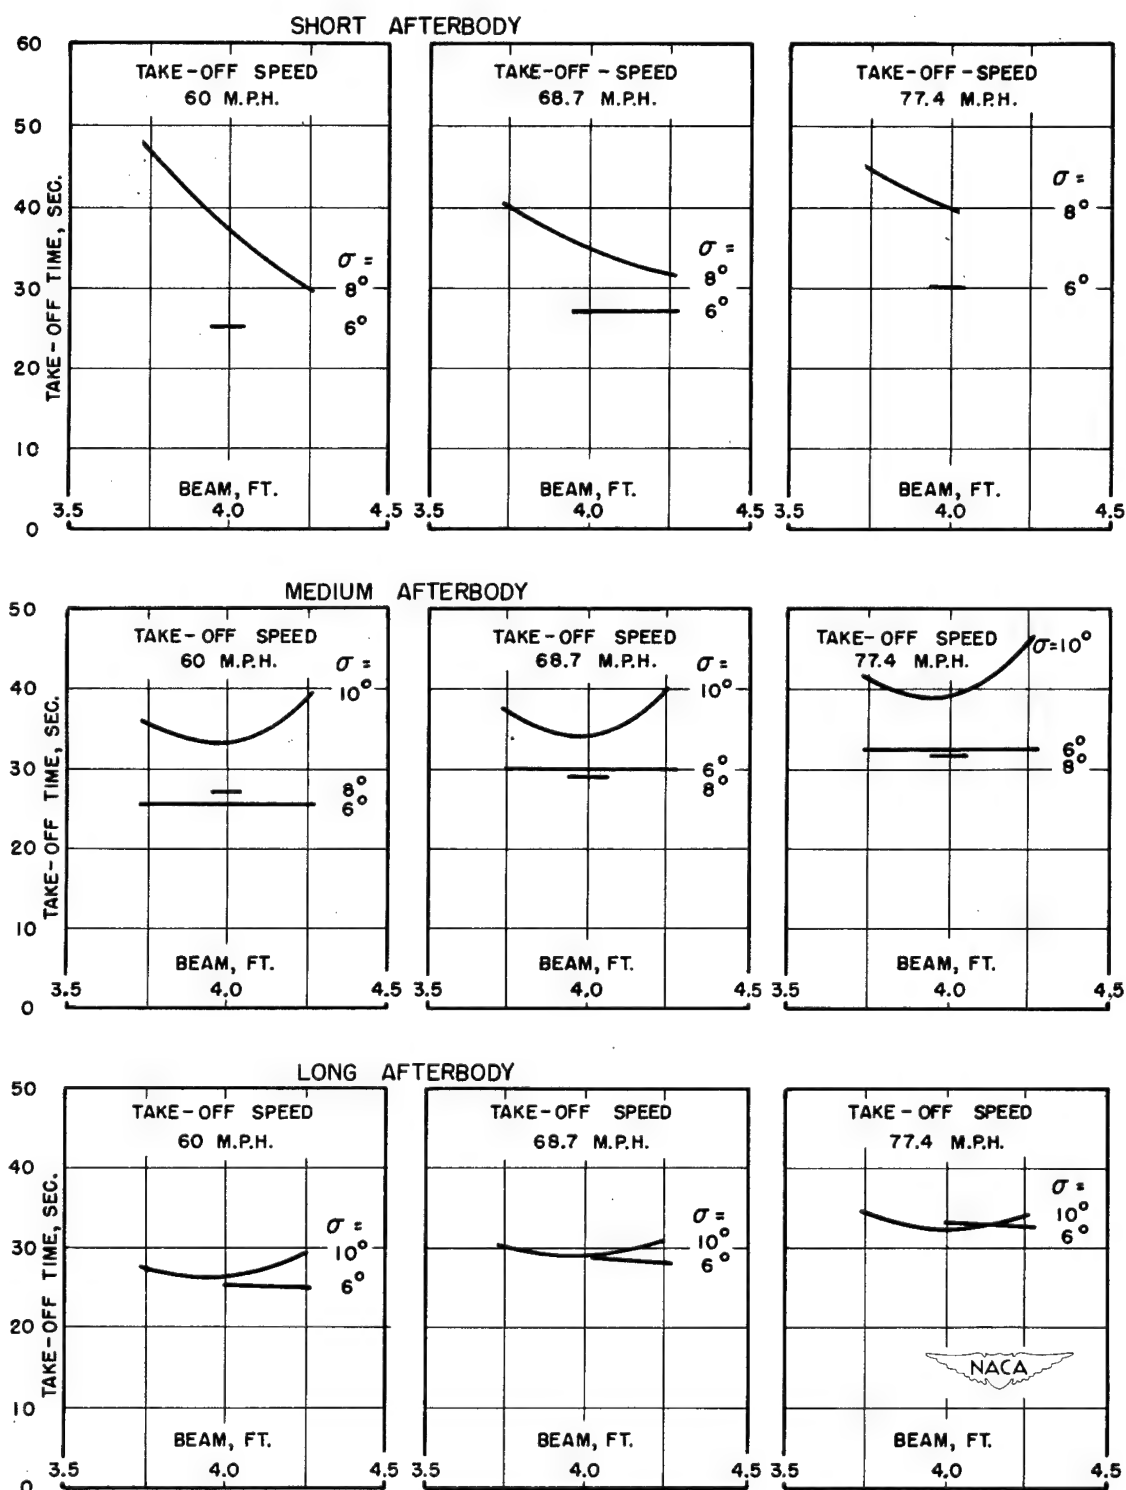 SHORT AFTERBODY
60
50
40
30
20
10
0
TAKE-OFF TIME, SEC.
TAKE-OFF SPEED
60 M.P.H.
σ =
8°
6°
BEAM, FT.
3.5 4.0 4.5
TAKE-OFF-SPEED
68.7 M.P.H.
σ =
8°
6°
BEAM, FT.
3.5 4.0 4.5
TAKE-OFF-SPEED
77.4 M.P.H.
σ =
8°
6°
BEAM, FT.
3.5 4.0 4.5
MEDIUM AFTERBODY
50
40
30
20
10
0
TAKE-OFF TIME, SEC.
TAKE-OFF SPEED
60 M.P.H.
σ =
10°
8°
6°
BEAM, FT.
3.5 4.0 4.5
TAKE-OFF SPEED
68.7 M.P.H.
σ =
10°
6°
8°
BEAM, FT.
3.5 4.0 4.5
TAKE-OFF SPEED
77.4 M.P.H.
σ=10°
6°
8°
BEAM, FT.
3.5 4.0 4.5
LONG AFTERBODY
50
40
30
20
10
0
TAKE-OFF TIME, SEC.
TAKE-OFF SPEED
60 M.P.H.
σ =
10°
6°
BEAM, FT.
3.5 4.0 4.5
TAKE-OFF SPEED
68.7 M.P.H.
σ =
10°
6°
BEAM, FT.
3.5 4.0 4.5
TAKE-OFF SPEED
77.4 M.P.H.
σ =
10°
6°
NACA
BEAM, FT.
3.5 4.0 4.5